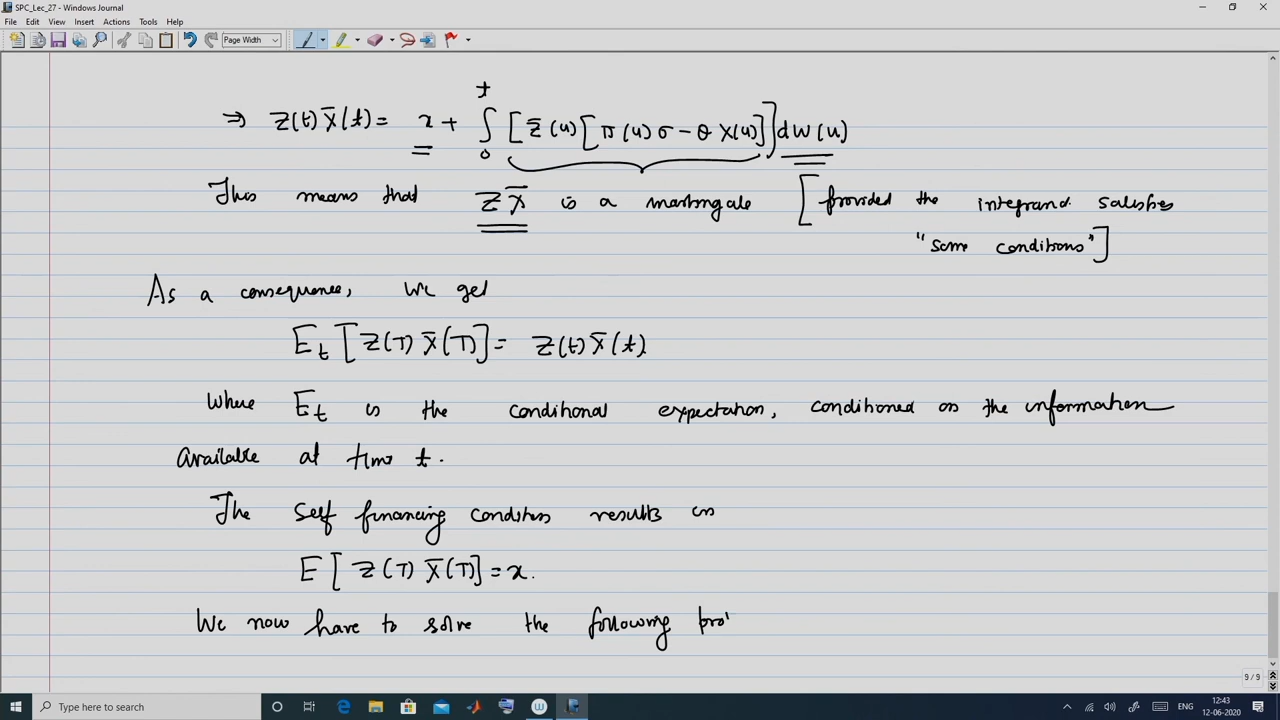 SPC_Lec_27 - Windows Journal
File Edit View Insert Actions Tools Help
Page Width
⇒ Z(t) X̄(t) = x + ∫₀ᵗ [Z̄(u) [π(u) σ − θ X(u)]] dW(u)
This means that Z X̄ is a martingale [Provided the integrand satisfies
"some conditions"]
As a consequence, we get
E_t [Z(T) X̄(T)] = Z(t) X̄(t)
Where E_t is the conditional expectation, conditioned on the information
available at time t.
The self financing condition results in
E [Z(T) X̄(T)] = x.
We now have to solve the following pro
9 / 9
Type here to search
ENG
12:43
12-06-2020